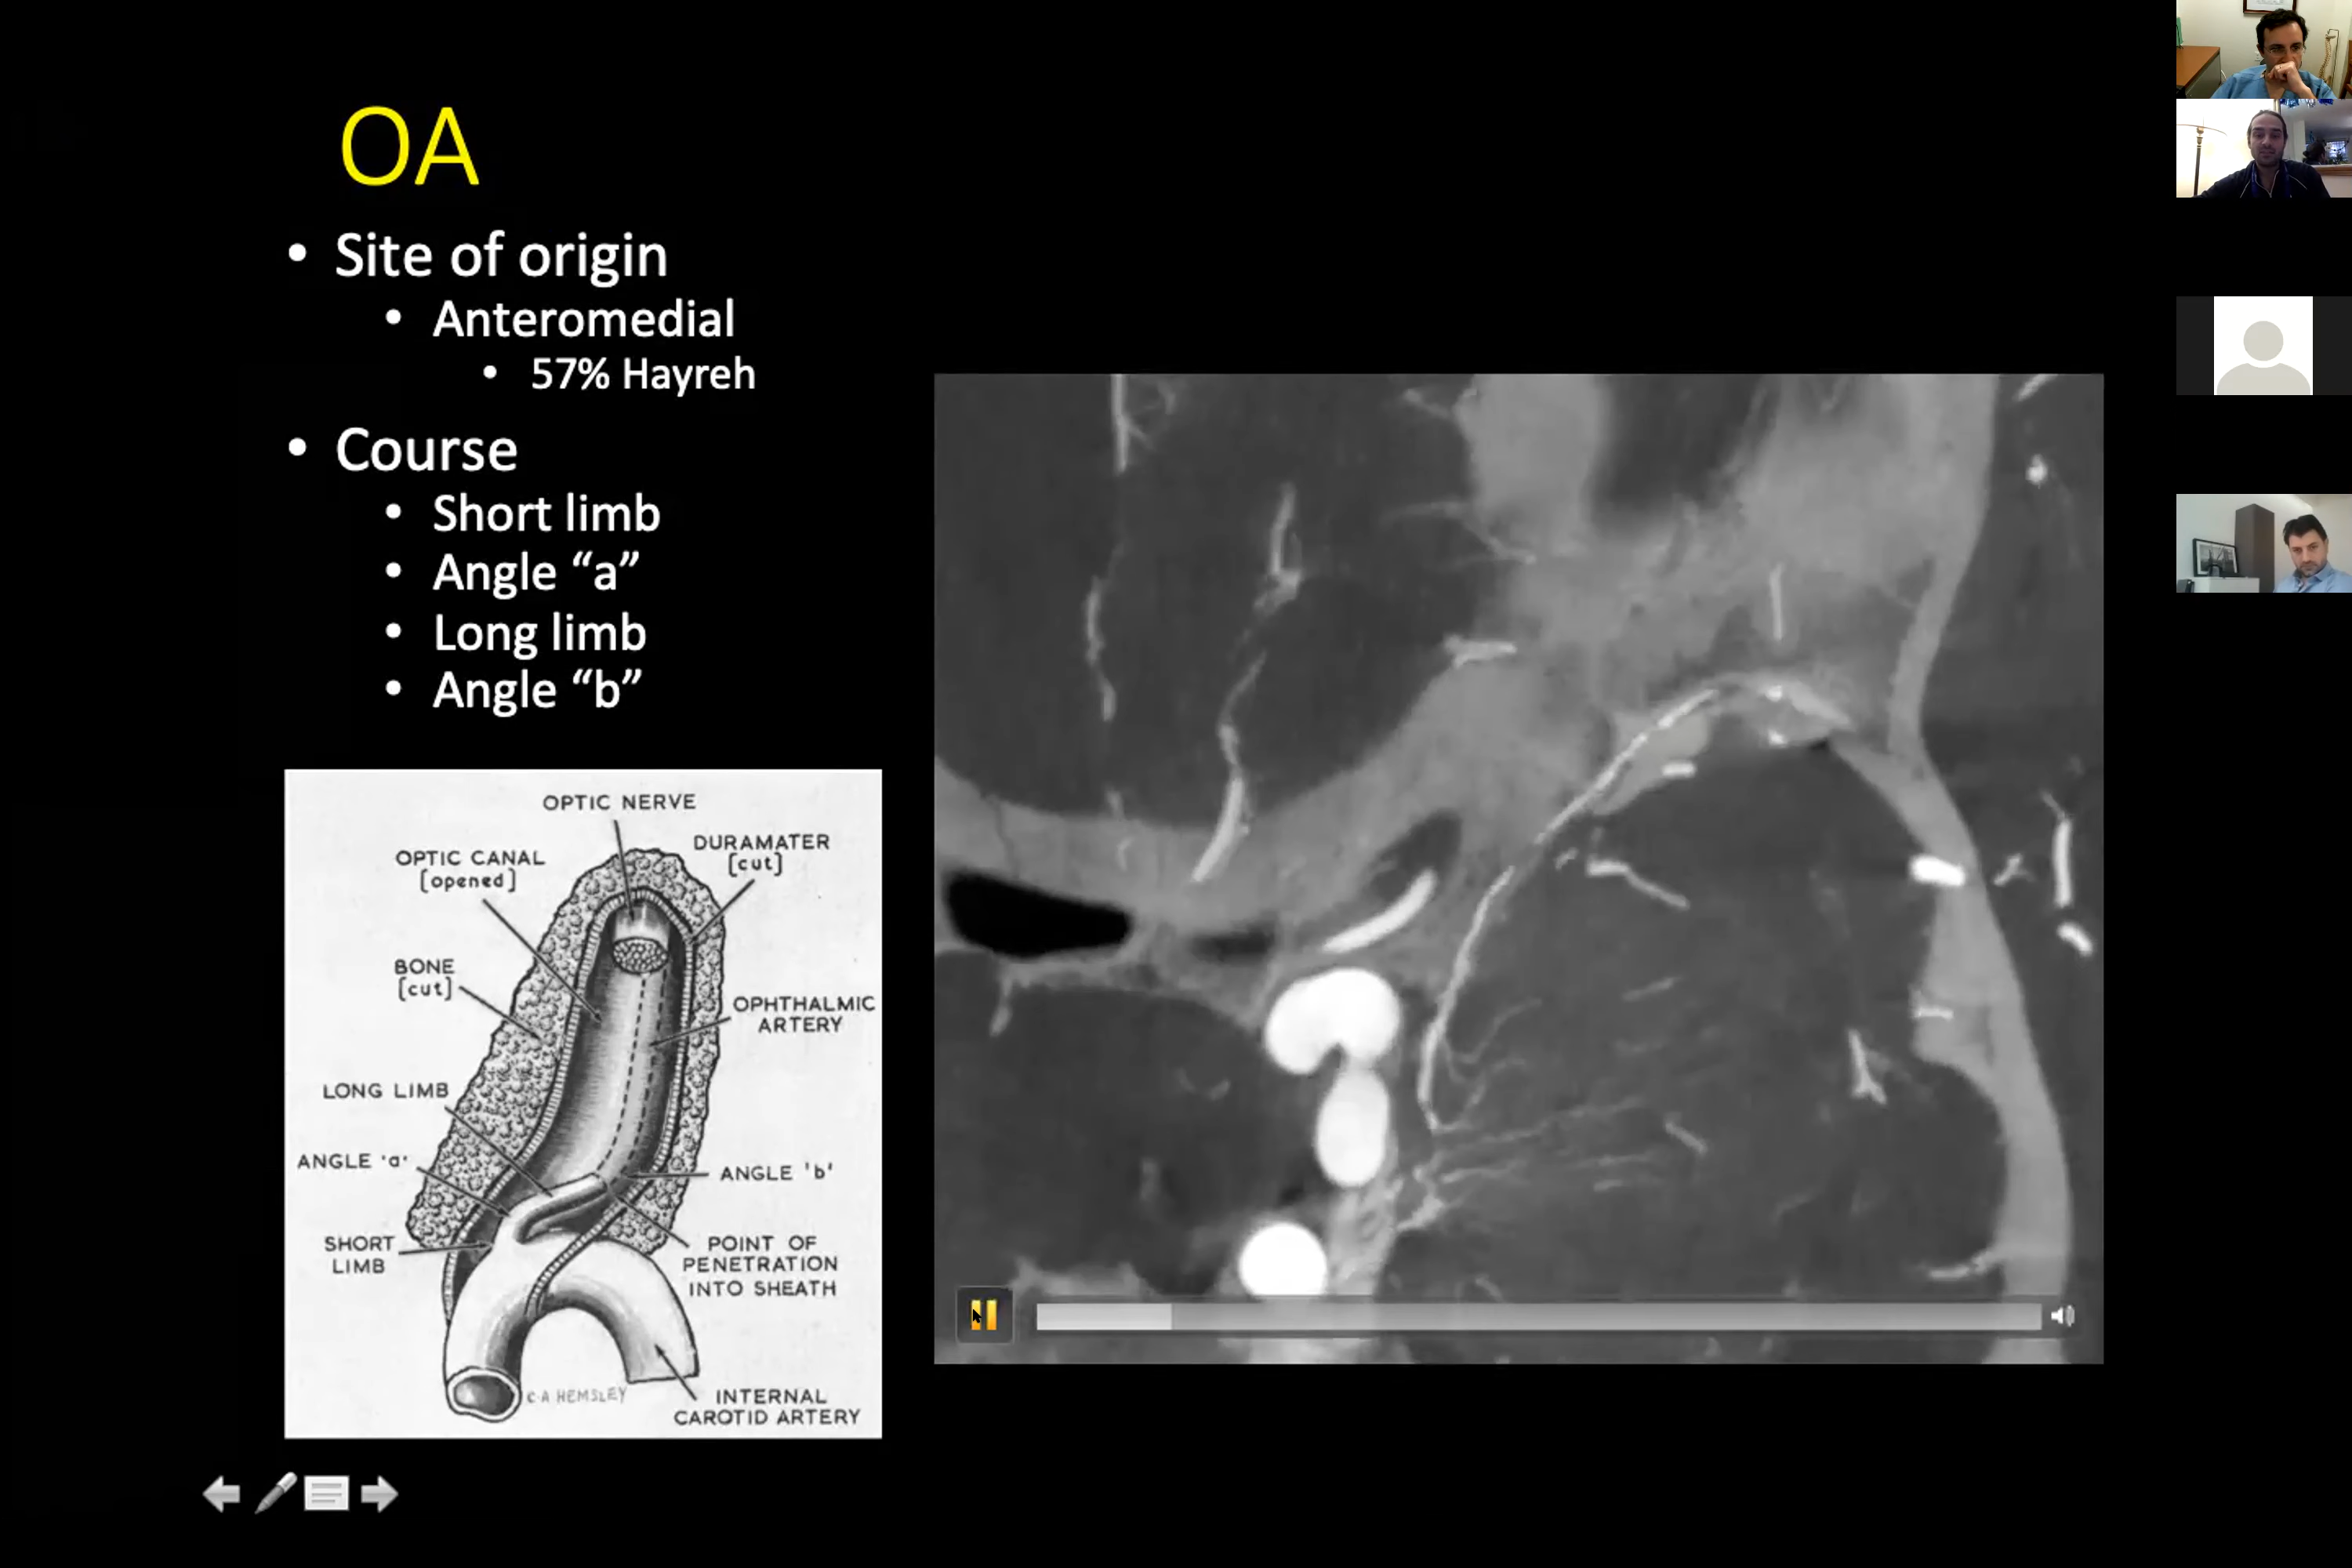 OA
• Site of origin
• Anteromedial
• 57% Hayreh
• Course
• Short limb
• Angle “a”
• Long limb
• Angle “b”
OPTIC NERVE
OPTIC CANAL
[opened]
DURAMATER
[cut]
BONE
[cut]
OPHTHALMIC
ARTERY
LONG LIMB
ANGLE 'a'
ANGLE 'b'
SHORT
LIMB
POINT OF
PENETRATION
INTO SHEATH
C·A HEMSLEY
INTERNAL
CAROTID ARTERY